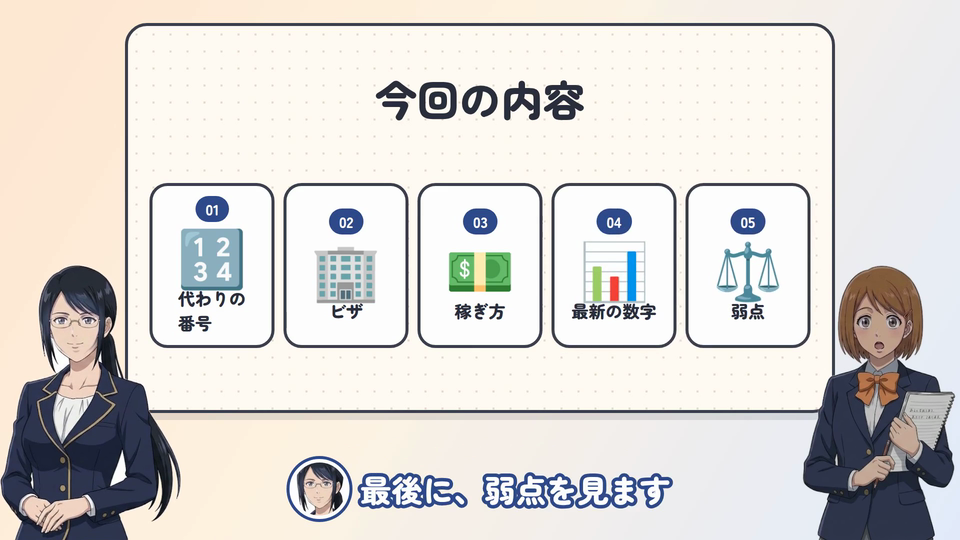 今回の内容
01
1 2
3 4
代わりの
番号
02
ビザ
03
$
稼ぎ方
04
最新の数字
05
弱点
最後に、弱点を見ます